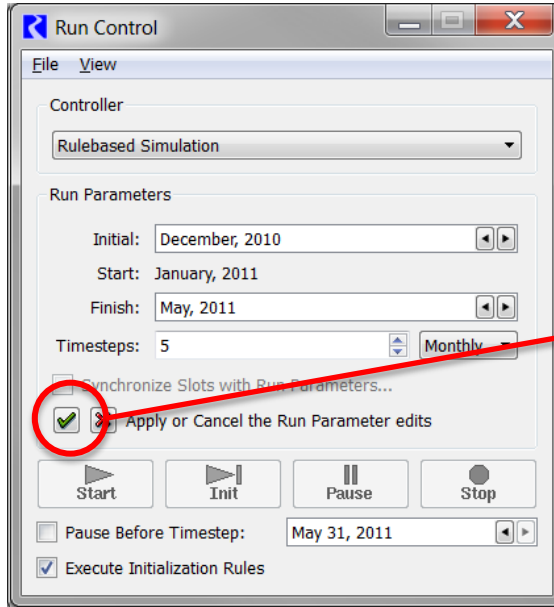 Run Control
File View
Controller
Rulebased Simulation
Run Parameters
Initial: December, 2010
Start: January, 2011
Finish: May, 2011
Timesteps: 5 Monthly
Synchronize Slots with Run Parameters...
Apply or Cancel the Run Parameter edits
Start Init Pause Stop
Pause Before Timestep: May 31, 2011
Execute Initialization Rules